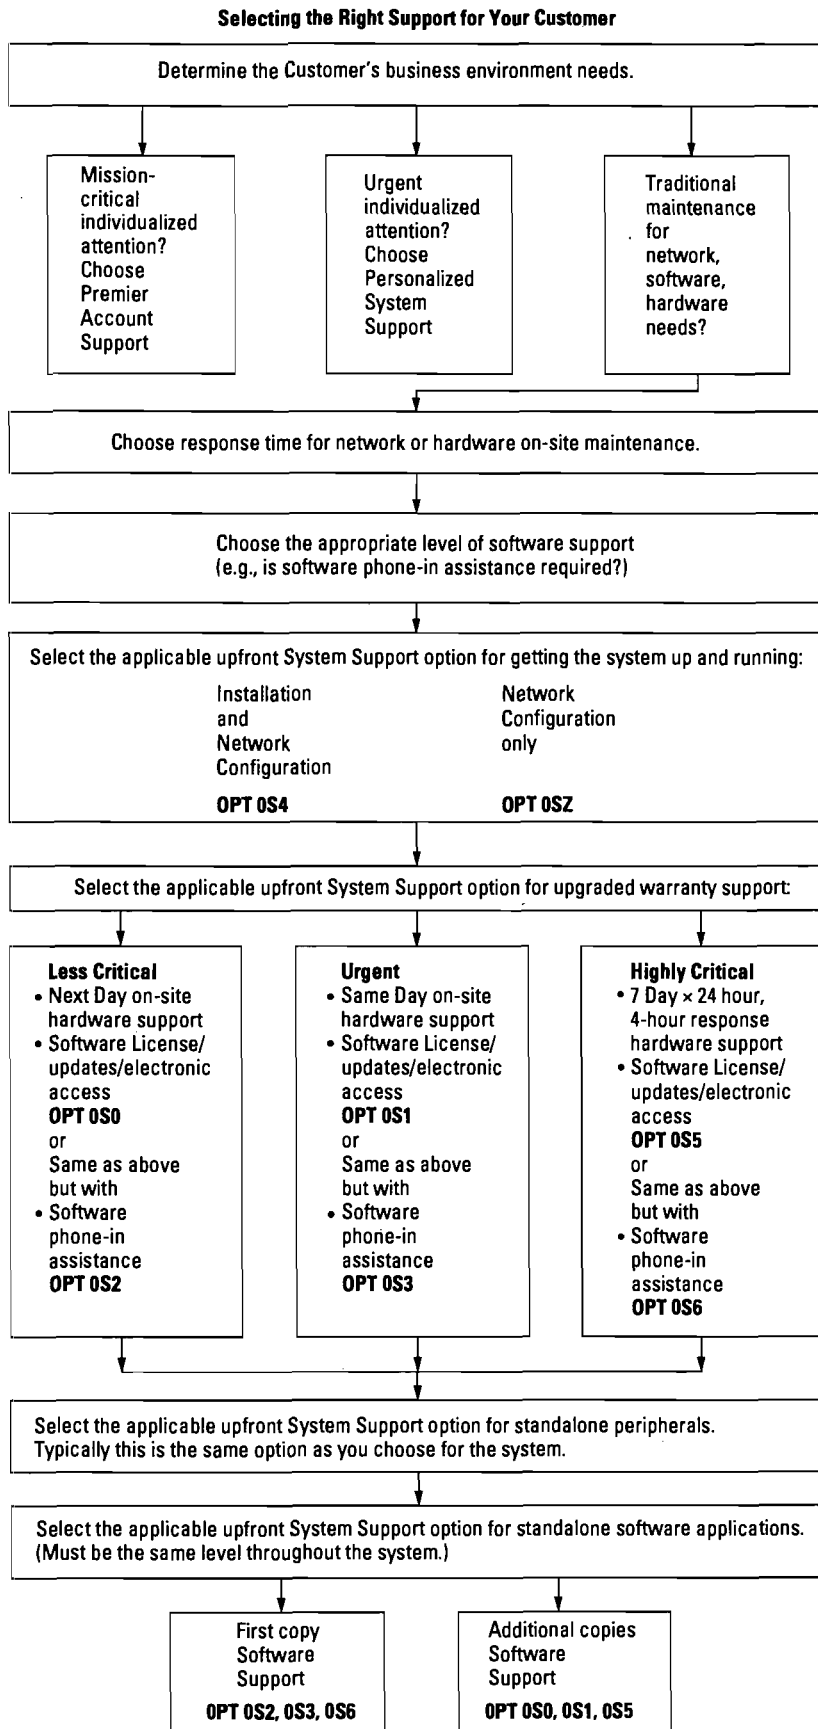 Selecting the Right Support for Your Customer
Determine the Customer's business environment needs.
Mission-
critical
individualized
attention?
Choose
Premier
Account
Support
Urgent
individualized
attention?
Choose
Personalized
System
Support
Traditional
maintenance
for
network,
software,
hardware
needs?
Choose response time for network or hardware on-site maintenance.
Choose the appropriate level of software support
(e.g., is software phone-in assistance required?)
Select the applicable upfront System Support option for getting the system up and running:
Installation
and
Network
Configuration
OPT 0S4
Network
Configuration
only
OPT 0SZ
Select the applicable upfront System Support option for upgraded warranty support:
Less Critical
• Next Day on-site
hardware support
• Software License/
updates/electronic
access
OPT 0S0
or
Same as above
but with
• Software
phone-in
assistance
OPT 0S2
Urgent
• Same Day on-site
hardware support
• Software License/
updates/electronic
access
OPT 0S1
or
Same as above
but with
• Software
phone-in
assistance
OPT 0S3
Highly Critical
• 7 Day × 24 hour,
4-hour response
hardware support
• Software License/
updates/electronic
access
OPT 0S5
or
Same as above
but with
• Software
phone-in
assistance
OPT 0S6
Select the applicable upfront System Support option for standalone peripherals.
Typically this is the same option as you choose for the system.
Select the applicable upfront System Support option for standalone software applications.
(Must be the same level throughout the system.)
First copy
Software
Support
OPT 0S2, 0S3, 0S6
Additional copies
Software
Support
OPT 0S0, 0S1, 0S5